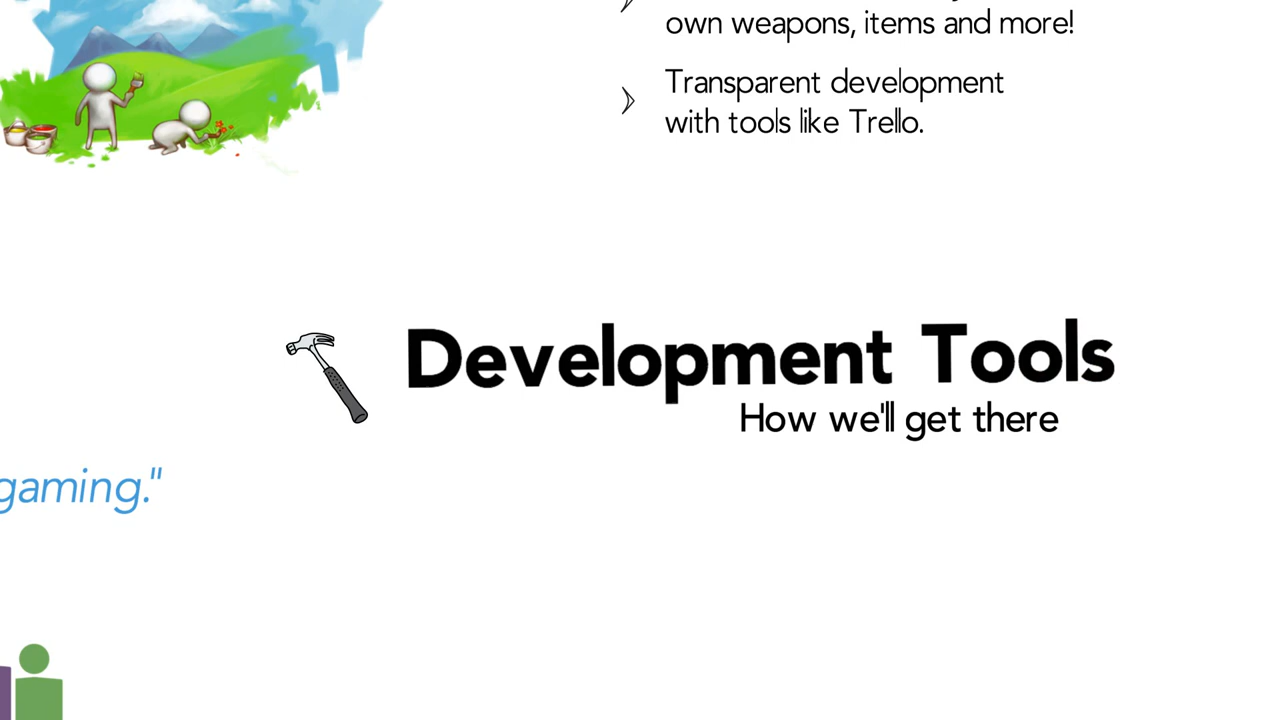 own weapons, items and more!
Transparent development
with tools like Trello.
Development Tools
How we'll get there
gaming."